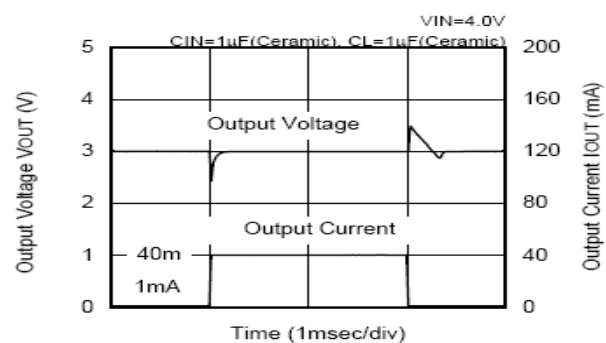 VIN=4.0V
CIN=1μF(Ceramic), CL=1μF(Ceramic)
5
4
3
2
1
0
Output Voltage VOUT (V)
Output Voltage
Output Current
40m
1mA
200
160
120
80
40
0
Output Current IOUT (mA)
Time (1msec/div)